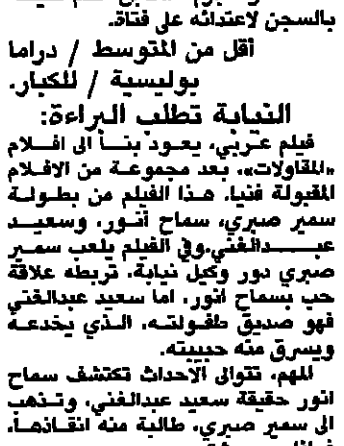 بالسجن لاعتدائه على فتاة.
أقل من المتوسط / دراما
بوليسية / للكبار.
النيابة تطلب البراءة:
فيلم عربي، يعود بنا الى افلام
«المقاولات»، بعد مجموعة من الافلام
المقبولة فنيا. هذا الفيلم من بطولة
سمير صبري، سماح أنور، وسعيد
عبدالغني.وفي الفيلم يلعب سمير
صبري دور وكيل نيابة، تربطه علاقة
حب بسماح انور، اما سعيد عبدالغني
فهو صديق طفولته، الذي يخدعه
ويسرق منه حبيبته.
المهم، تتوالى الاحداث تكتشف سماح
انور حقيقة سعيد عبدالغني، وتذهب
الى سمير صبري، طالبة منه انقاذها،